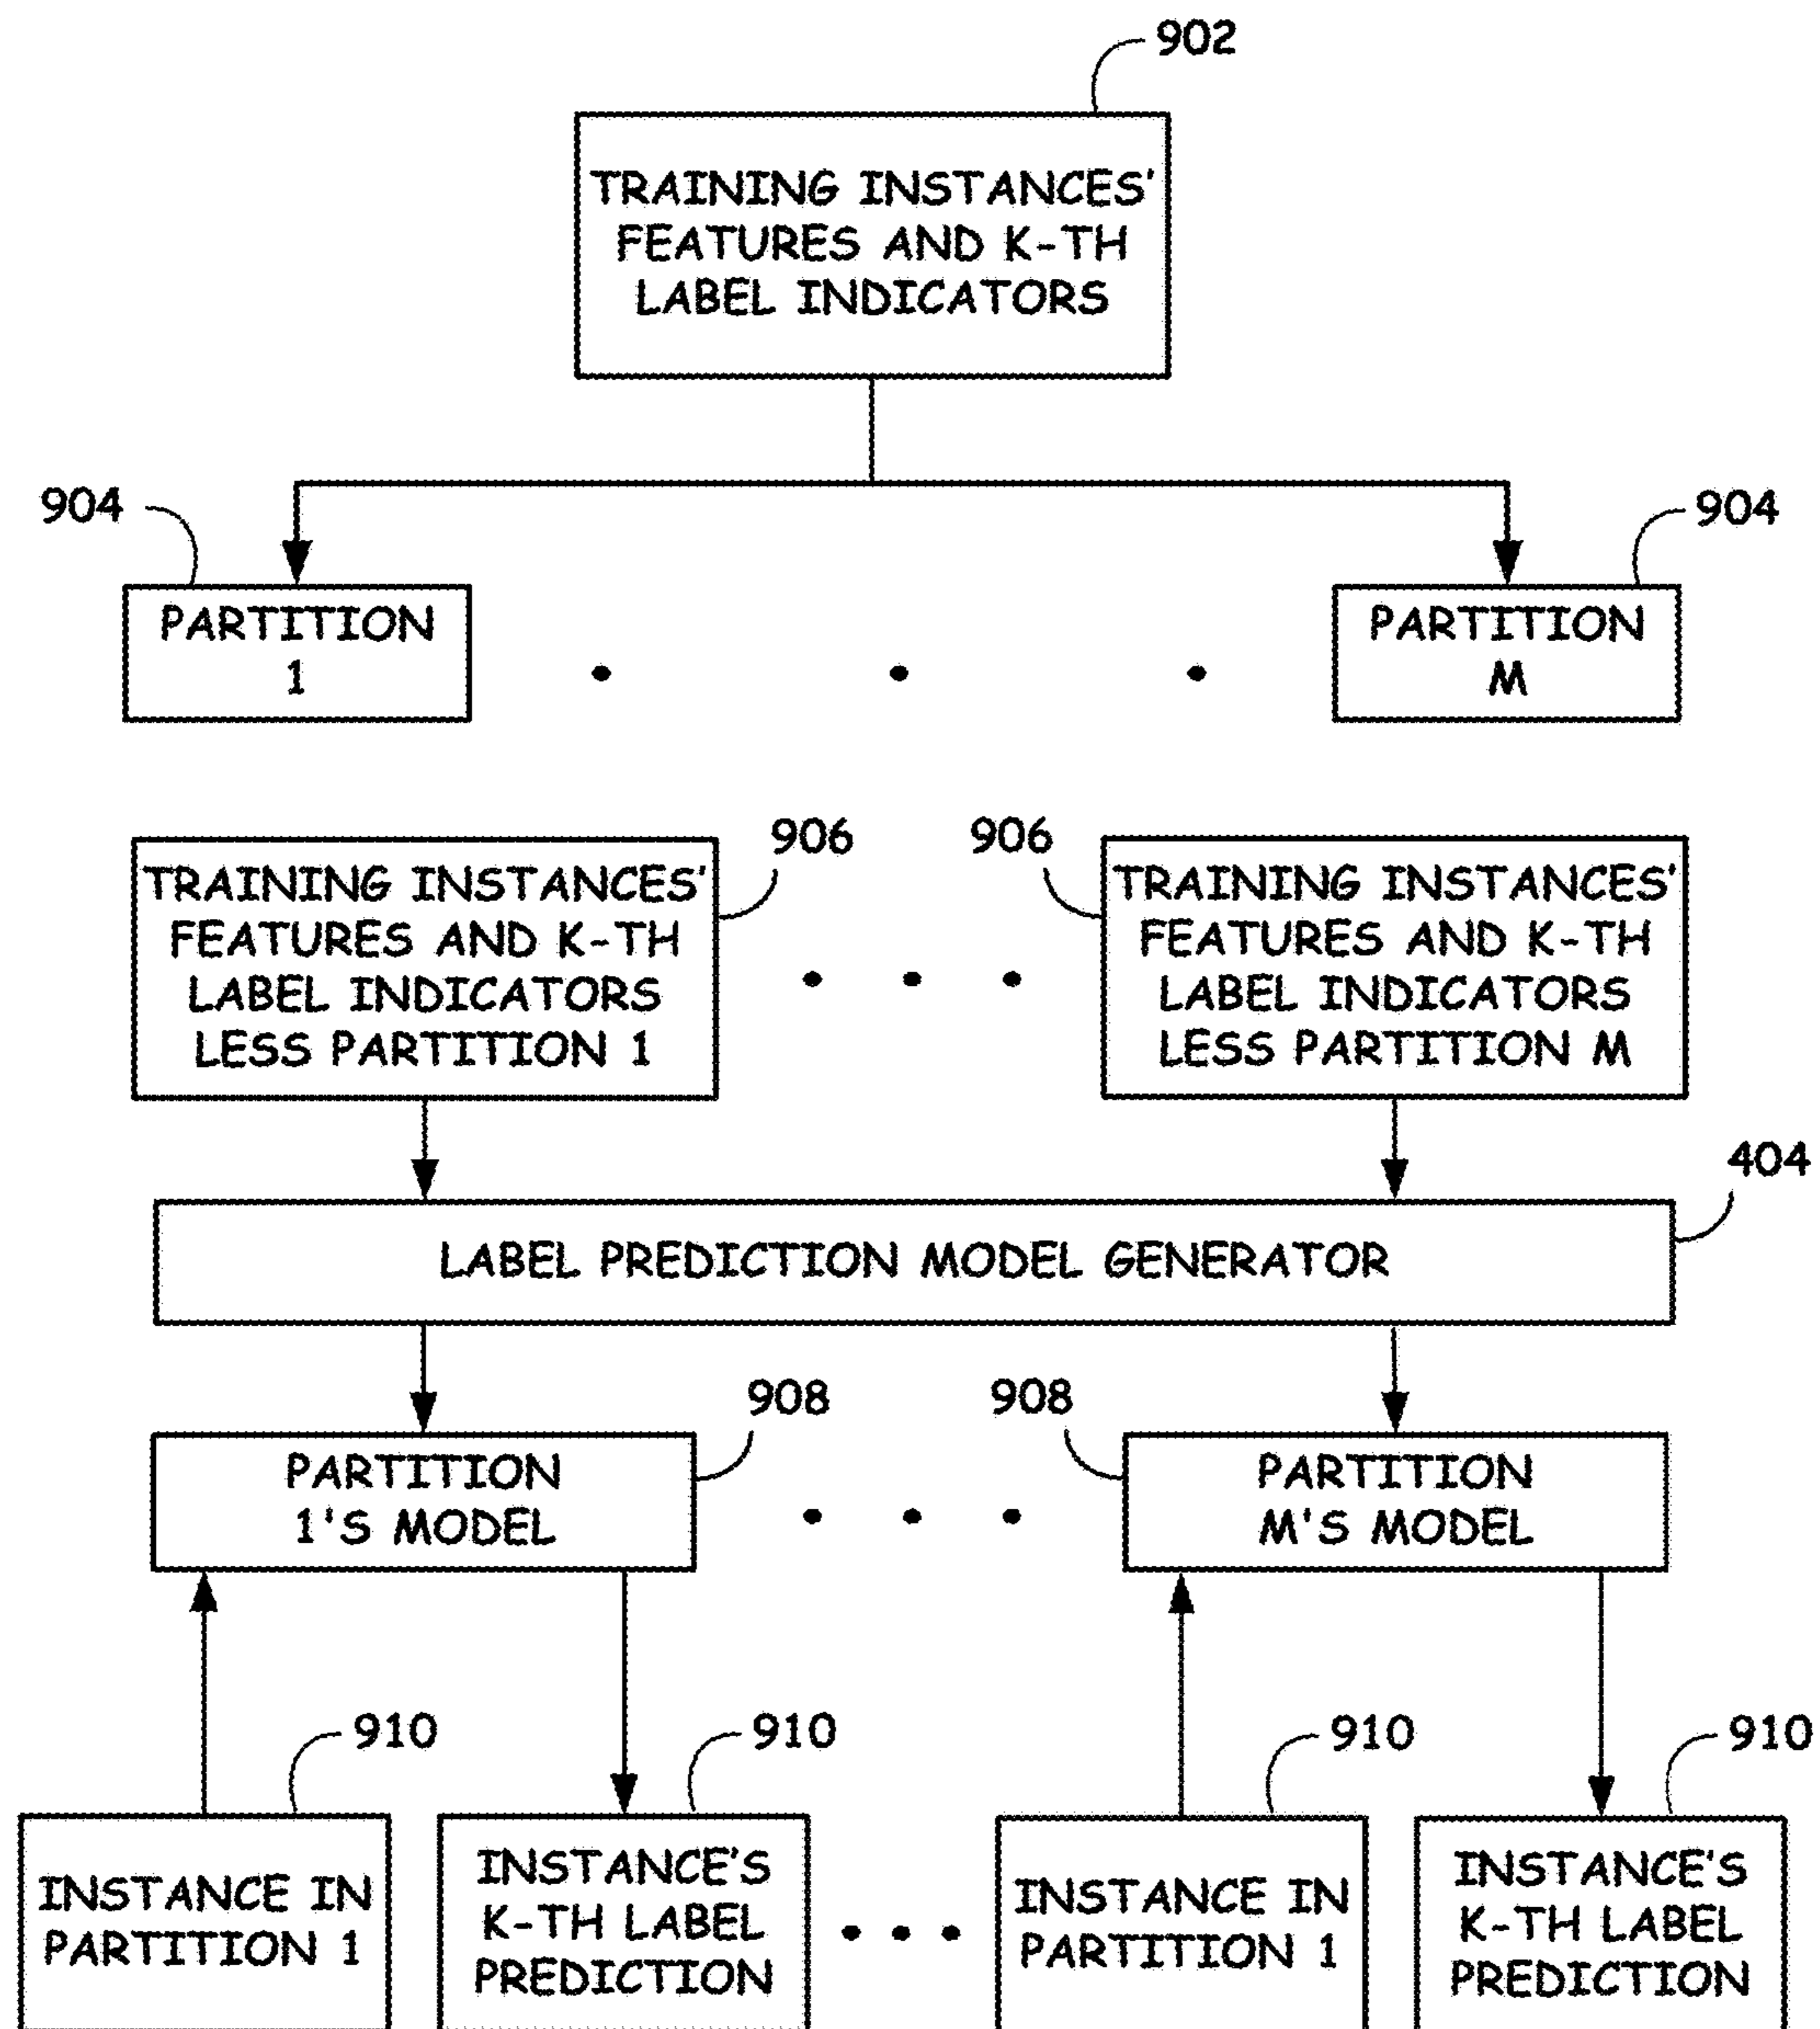 902
TRAINING INSTANCES'
FEATURES AND K-TH
LABEL INDICATORS
904
904
PARTITION
1
PARTITION
M
906
906
TRAINING INSTANCES'
FEATURES AND K-TH
LABEL INDICATORS
LESS PARTITION 1
TRAINING INSTANCES'
FEATURES AND K-TH
LABEL INDICATORS
LESS PARTITION M
404
LABEL PREDICTION MODEL GENERATOR
908
908
PARTITION
1'S MODEL
PARTITION
M'S MODEL
910
910
910
910
INSTANCE IN
PARTITION 1
INSTANCE'S
K-TH LABEL
PREDICTION
INSTANCE IN
PARTITION 1
INSTANCE'S
K-TH LABEL
PREDICTION